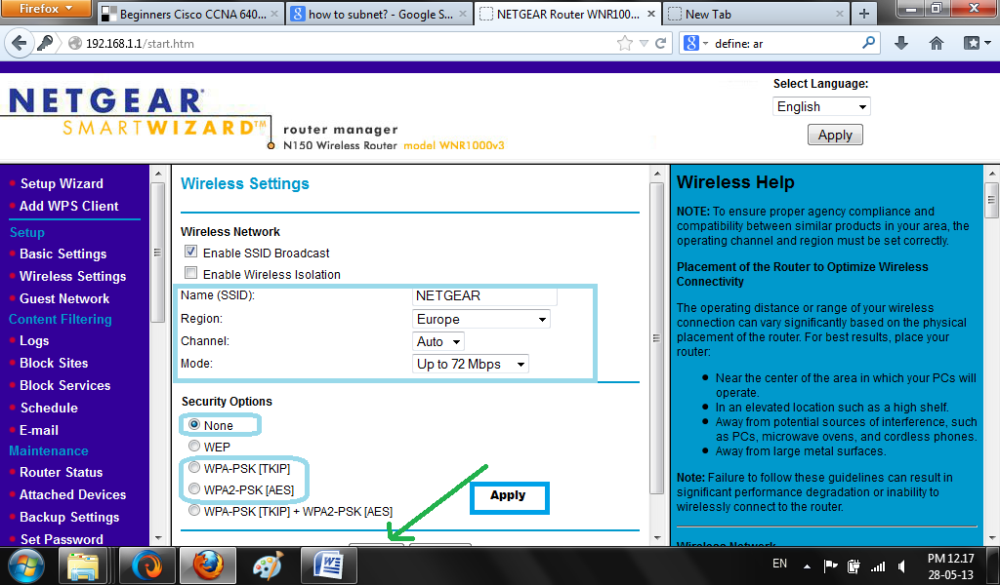 Firefox
Beginners Cisco CCNA 640...
how to subnet? - Google S...
NETGEAR Router WNR100...
New Tab
192.168.1.1/start.htm
define: ar
NETGEAR
SMARTWIZARD™
router manager
N150 Wireless Router model WNR1000v3
Select Language:
English
Apply
Setup Wizard
Add WPS Client
Setup
Basic Settings
Wireless Settings
Guest Network
Content Filtering
Logs
Block Sites
Block Services
Schedule
E-mail
Maintenance
Router Status
Attached Devices
Backup Settings
Set Password
Wireless Settings
Wireless Network
Enable SSID Broadcast
Enable Wireless Isolation
Name (SSID): NETGEAR
Region: Europe
Channel: Auto
Mode: Up to 72 Mbps
Security Options
None
WEP
WPA-PSK [TKIP]
WPA2-PSK [AES]
WPA-PSK [TKIP] + WPA2-PSK [AES]
Apply
Wireless Help
NOTE: To ensure proper agency compliance and
compatibility between similar products in your area, the
operating channel and region must be set correctly.
Placement of the Router to Optimize Wireless
Connectivity
The operating distance or range of your wireless
connection can vary significantly based on the physical
placement of the router. For best results, place your
router:
Near the center of the area in which your PCs will
operate.
In an elevated location such as a high shelf.
Away from potential sources of interference, such
as PCs, microwave ovens, and cordless phones.
Away from large metal surfaces.
Note: Failure to follow these guidelines can result in
significant performance degradation or inability to
wirelessly connect to the router.
Wireless Network
EN
PM 12.17
28-05-13